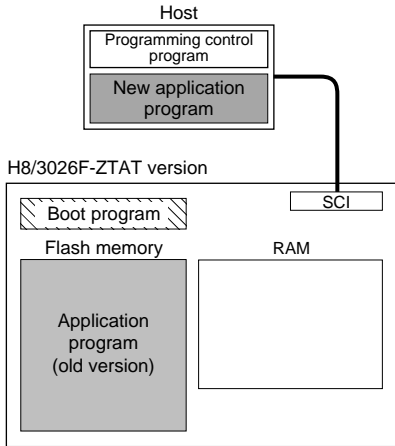 Host
Programming control
program
New application
program
H8/3026F-ZTAT version
SCI
Boot program
Flash memory
RAM
Application
program
(old version)